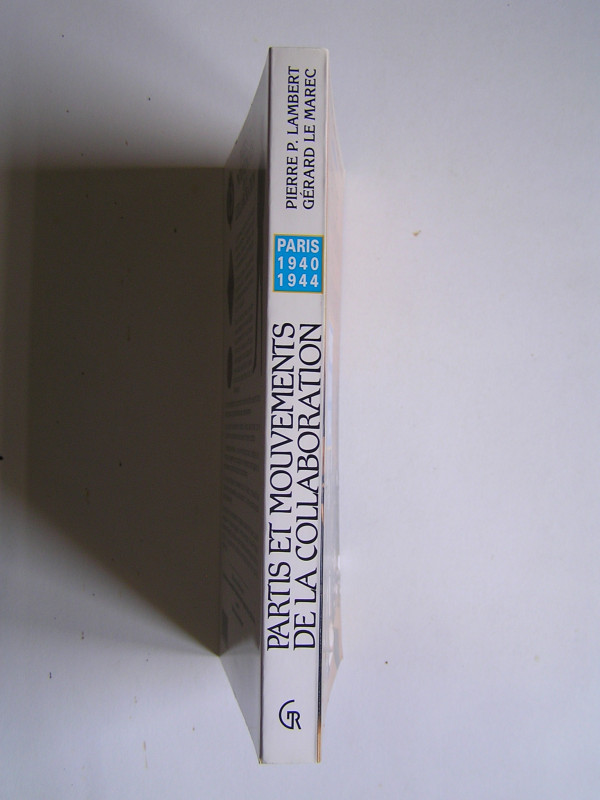 PIERRE P. LAMBERT
GÉRARD LE MAREC
PARIS
1940
1944
PARTIS ET MOUVEMENTS
DE LA COLLABORATION